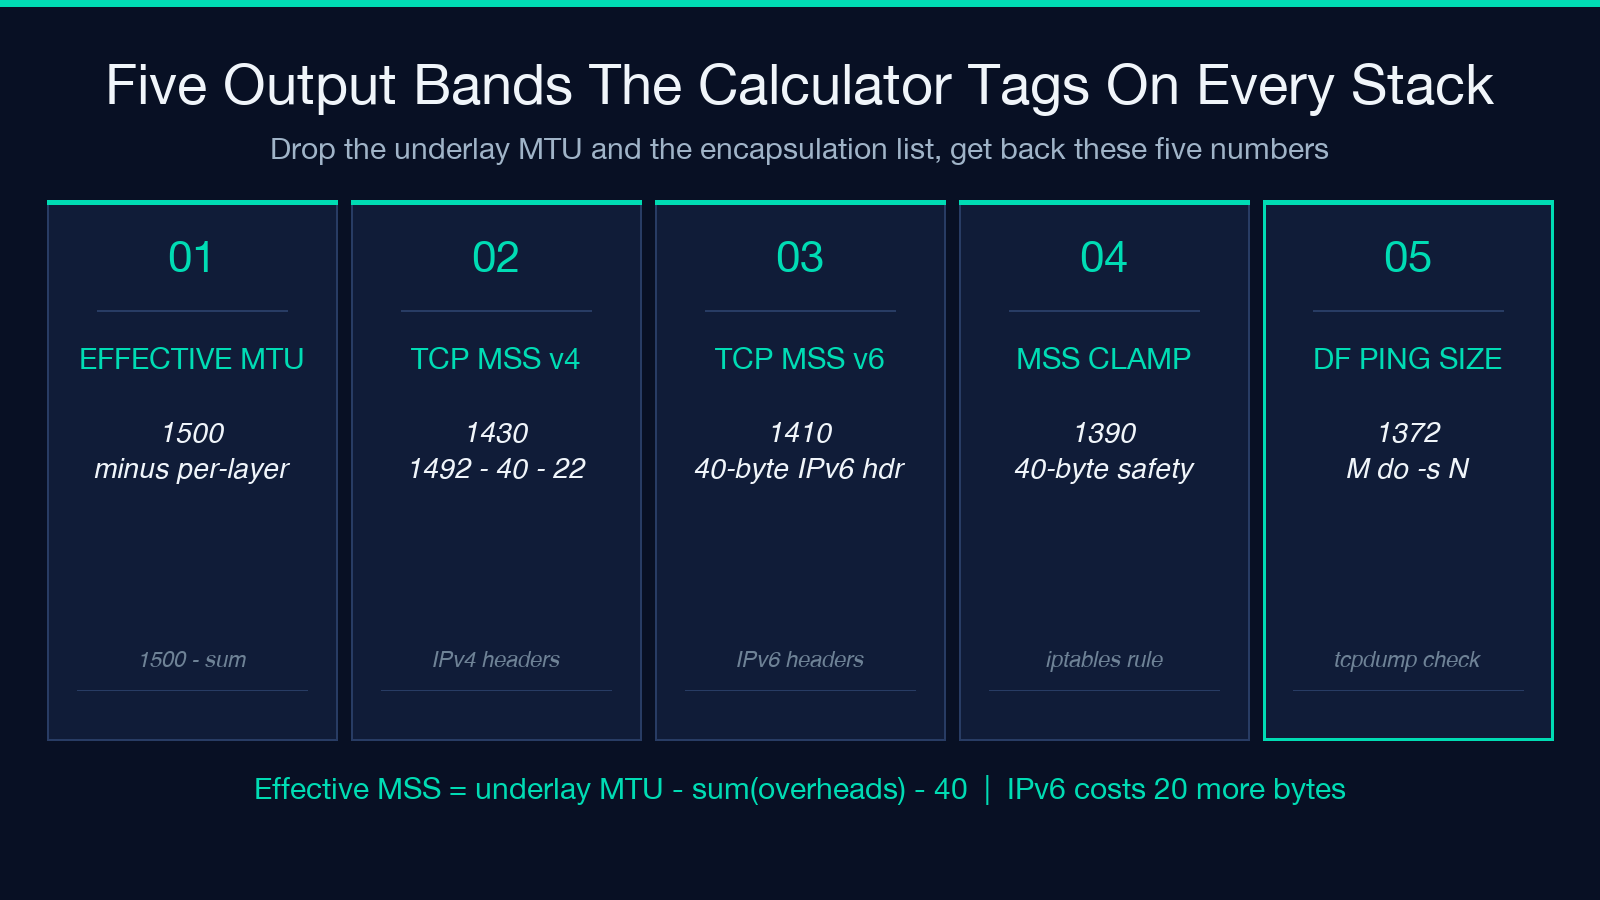 Five Output Bands The Calculator Tags On Every Stack
Drop the underlay MTU and the encapsulation list, get back these five numbers
01
EFFECTIVE MTU
1500
minus per-layer
1500 - sum
02
TCP MSS v4
1430
1492 - 40 - 22
IPv4 headers
03
TCP MSS v6
1410
40-byte IPv6 hdr
IPv6 headers
04
MSS CLAMP
1390
40-byte safety
iptables rule
05
DF PING SIZE
1372
M do -s N
tcpdump check
Effective MSS = underlay MTU - sum(overheads) - 40 | IPv6 costs 20 more bytes